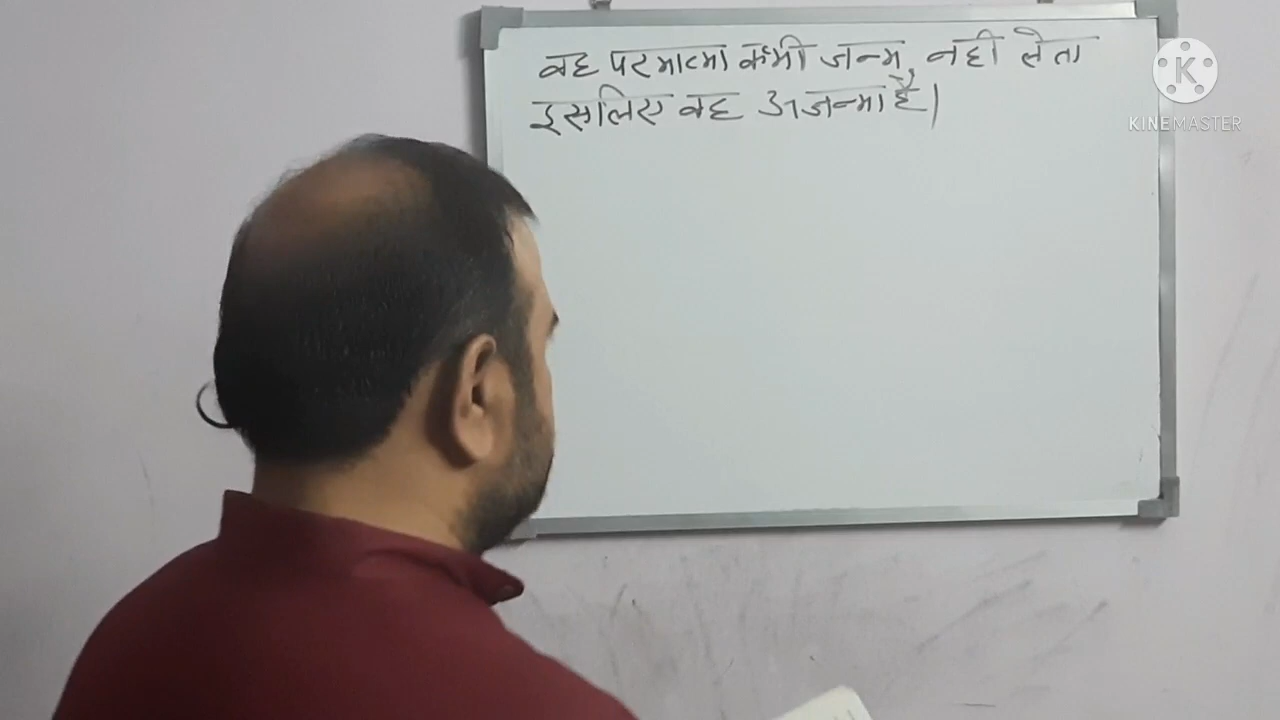 वह परमात्मा कभी जन्म, नही लेता
इसलिए वह अजन्मा है।
KINEMASTER